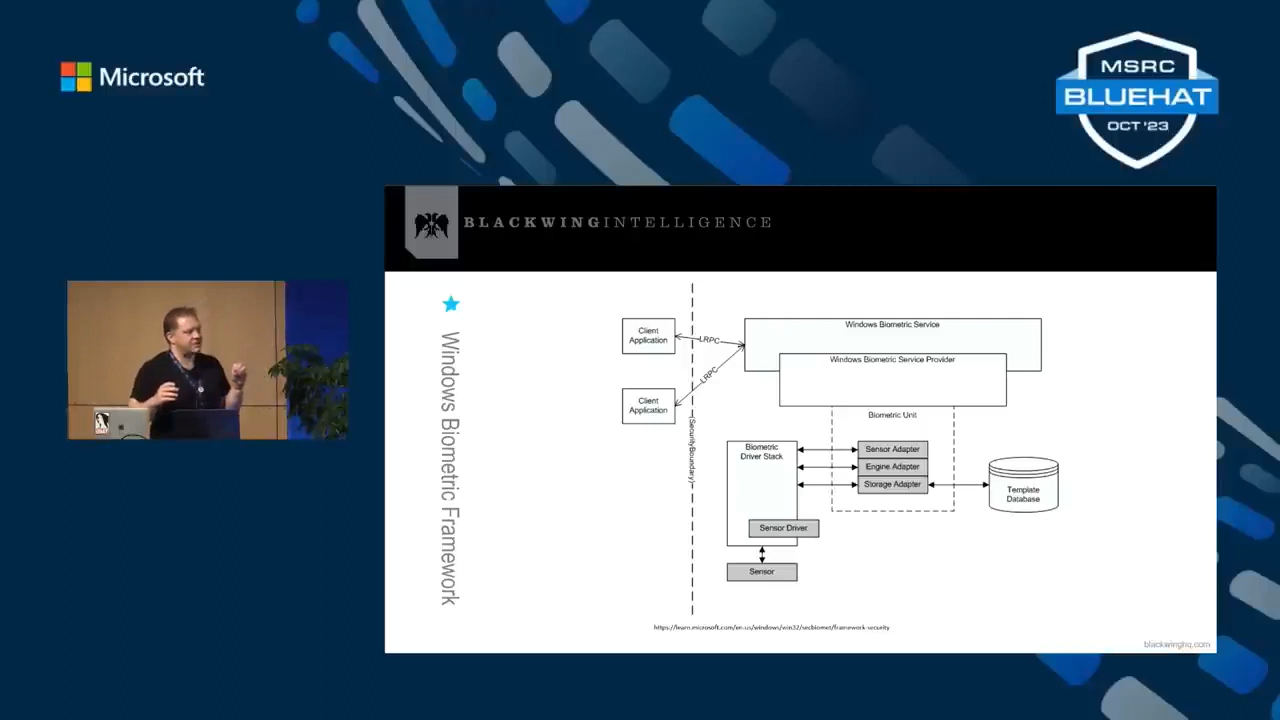 Microsoft
MSRC
BLUEHAT
OCT '23
BLACKWINGINTELLIGENCE
Windows Biometric Framework
Client
Application
Client
Application
LRPC
LRPC
(SecurityBoundary)
Windows Biometric Service
Windows Biometric Service Provider
Biometric Unit
Biometric
Driver Stack
Sensor Adapter
Engine Adapter
Storage Adapter
Template
Database
Sensor Driver
Sensor
https://learn.microsoft.com/en-us/windows/win32/secbiomet/framework-security
blackwinghq.com